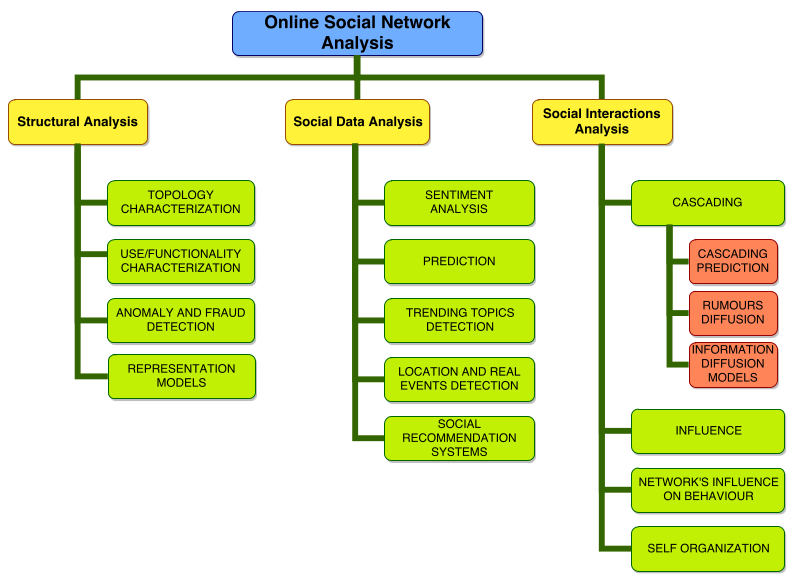 Online Social Network
Analysis
Structural Analysis
TOPOLOGY
CHARACTERIZATION
USE/FUNCTIONALITY
CHARACTERIZATION
ANOMALY AND FRAUD
DETECTION
REPRESENTATION
MODELS
Social Data Analysis
SENTIMENT
ANALYSIS
PREDICTION
TRENDING TOPICS
DETECTION
LOCATION AND REAL
EVENTS DETECTION
SOCIAL
RECOMMENDATION
SYSTEMS
Social Interactions
Analysis
CASCADING
CASCADING
PREDICTION
RUMOURS
DIFFUSION
INFORMATION
DIFFUSION
MODELS
INFLUENCE
NETWORK'S INFLUENCE
ON BEHAVIOUR
SELF ORGANIZATION